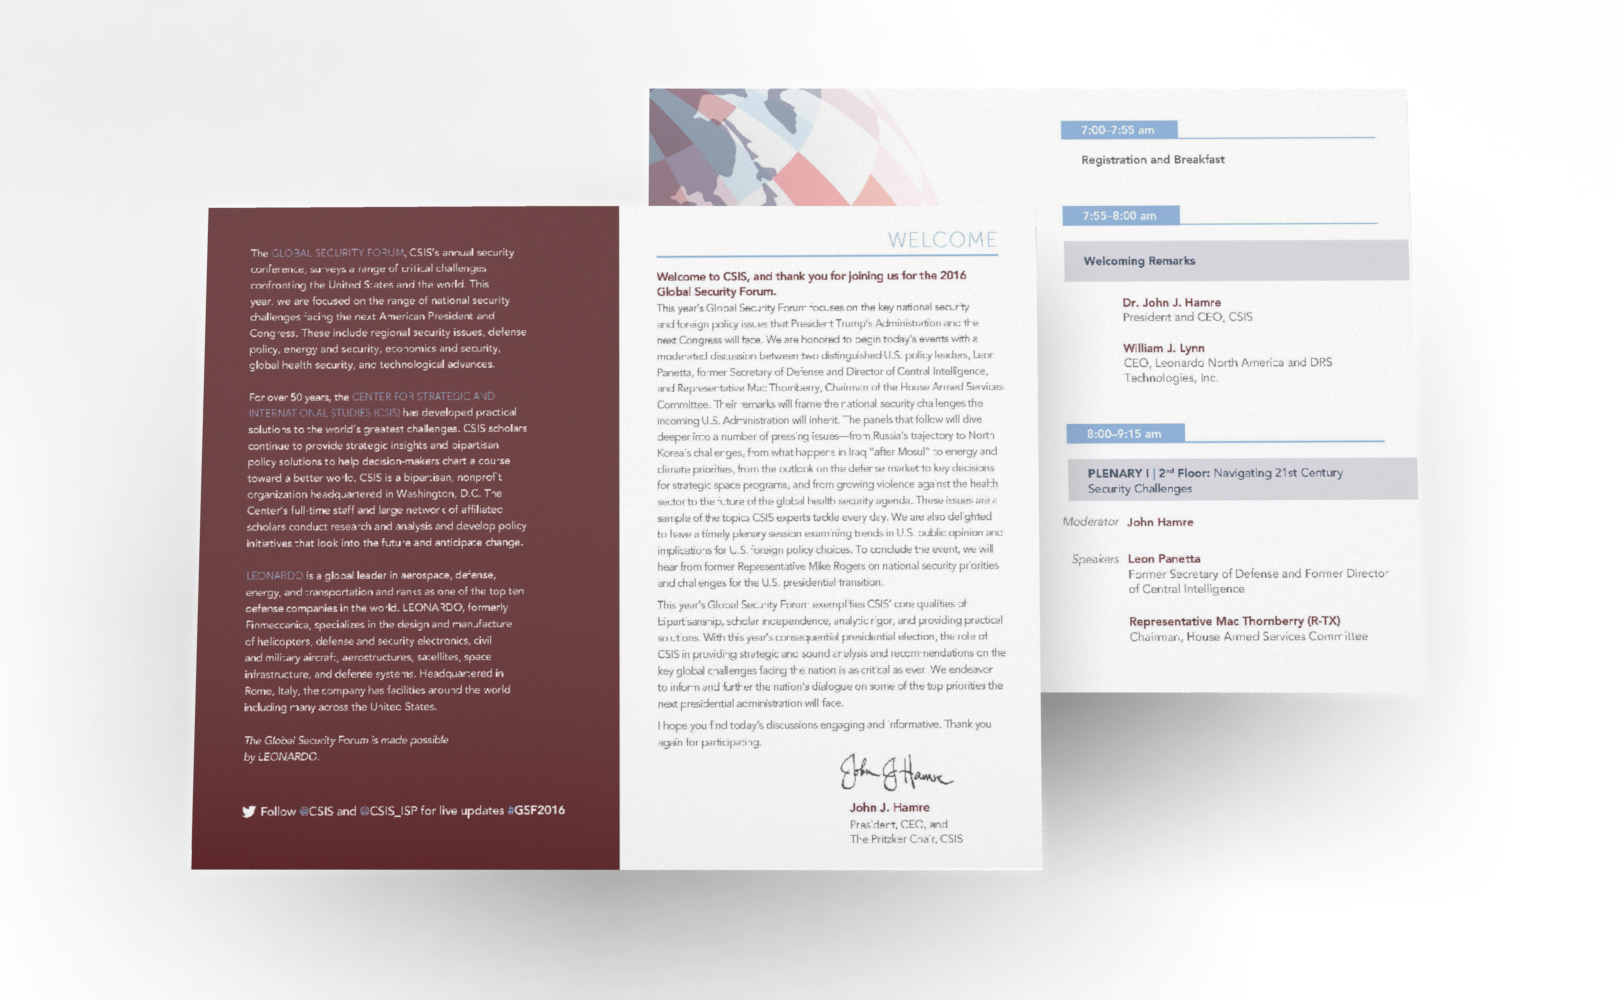 The GLOBAL SECURITY FORUM, CSIS's annual security
conference, surveys a range of critical challenges
confronting the United States and the world. This
year, we are focused on the range of national security
challenges facing the next American President and
Congress. These include regional security issues, defense
policy, energy and security, economics and security,
global health security, and technological advances.
For over 50 years, the CENTER FOR STRATEGIC AND
INTERNATIONAL STUDIES (CSIS) has developed practical
solutions to the world's greatest challenges. CSIS scholars
continue to provide strategic insights and bipartisan
policy solutions to help decision-makers chart a course
toward a better world. CSIS is a bipartisan, nonprofit
organization headquartered in Washington, D.C. The
Center's full-time staff and large network of affiliated
scholars conduct research and analysis and develop policy
initiatives that look into the future and anticipate change.
LEONARDO is a global leader in aerospace, defense,
energy, and transportation and ranks as one of the top ten
defense companies in the world. LEONARDO, formerly
Finmeccanica, specializes in the design and manufacture
of helicopters, defense and security electronics, civil
and military aircraft, aerostructures, satellites, space
infrastructure, and defense systems. Headquartered in
Rome, Italy, the company has facilities around the world
including many across the United States.
The Global Security Forum is made possible
by LEONARDO.
Follow @CSIS and @CSIS_ISP for live updates #GSF2016
WELCOME
Welcome to CSIS, and thank you for joining us for the 2016
Global Security Forum.
This year's Global Security Forum focuses on the key national security
and foreign policy issues that President Trump's Administration and the
next Congress will face. We are honored to begin today's events with a
moderated discussion between two distinguished U.S. policy leaders, Leon
Panetta, former Secretary of Defense and Director of Central Intelligence,
and Representative Mac Thornberry, Chairman of the House Armed Services
Committee. Their remarks will frame the national security challenges the
incoming U.S. Administration will inherit. The panels that follow will dive
deeper into a number of pressing issues—from Russia's trajectory to North
Korea's challenges, from what happens in Iraq "after Mosul" to energy and
climate priorities, from the outlook on the defense market to key decisions
for strategic space programs, and from growing violence against the health
sector to the future of the global health security agenda. These issues are a
sample of the topics CSIS experts tackle every day. We are also delighted
to have a timely plenary session examining trends in U.S. public opinion and
implications for U.S. foreign policy choices. To conclude the event, we will
hear from former Representative Mike Rogers on national security priorities
and challenges for the U.S. presidential transition.
This year's Global Security Forum exemplifies CSIS' core qualities of
bipartisanship, scholar independence, analytic rigor, and providing practical
solutions. With this year's consequential presidential election, the role of
CSIS in providing strategic and sound analysis and recommendations on the
key global challenges facing the nation is as critical as ever. We endeavor
to inform and further the nation's dialogue on some of the top priorities the
next presidential administration will face.
I hope you find today's discussions engaging and informative. Thank you
again for participating.
John J Hamre
John J. Hamre
President, CEO, and
The Pritzker Chair, CSIS
7:00–7:55 am
Registration and Breakfast
7:55–8:00 am
Welcoming Remarks
Dr. John J. Hamre
President and CEO, CSIS
William J. Lynn
CEO, Leonardo North America and DRS
Technologies, Inc.
8:00–9:15 am
PLENARY I | 2nd Floor: Navigating 21st Century
Security Challenges
Moderator John Hamre
Speakers Leon Panetta
Former Secretary of Defense and Former Director
of Central Intelligence
Representative Mac Thornberry (R-TX)
Chairman, House Armed Services Committee